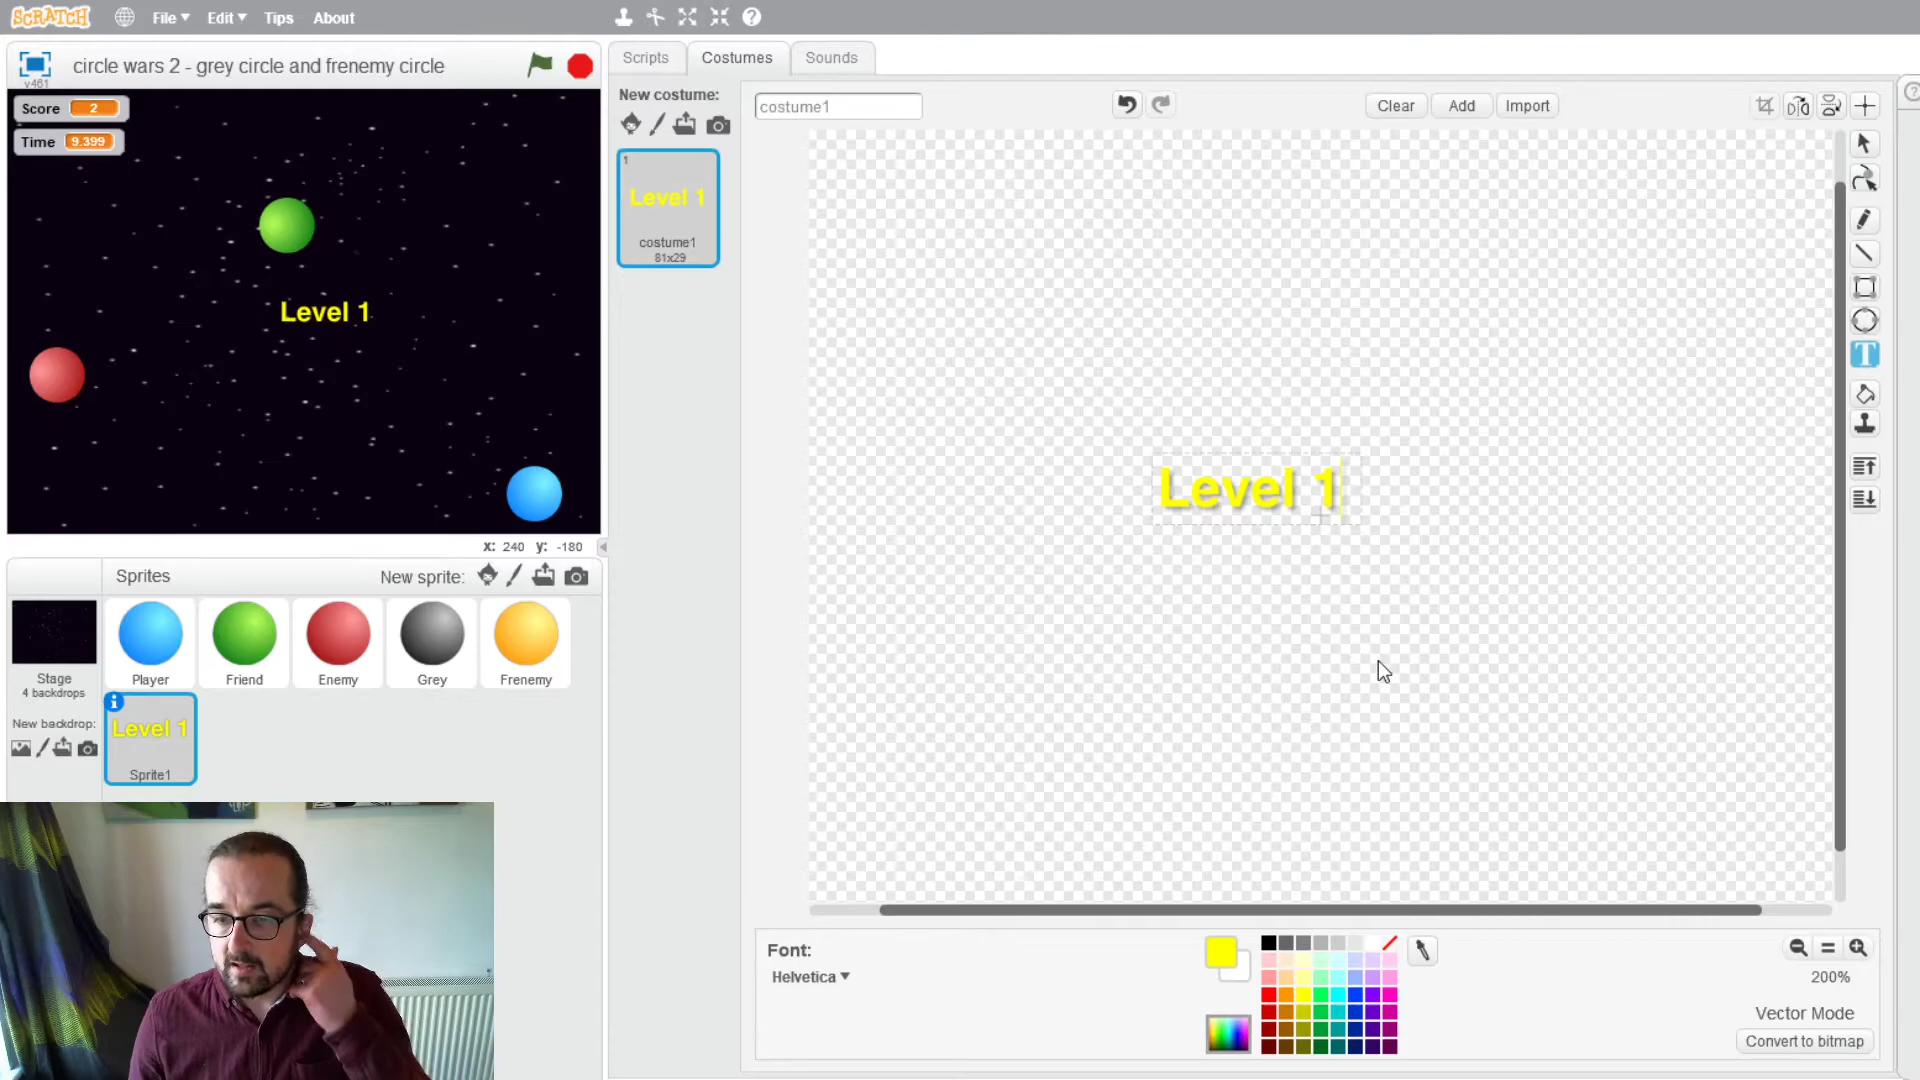 SCRATCH
File
Edit
Tips
About
v461
circle wars 2 - grey circle and frenemy circle
Score 2
Time 9.399
Level 1
x: 240 y: -180
Sprites
New sprite:
Stage
4 backdrops
New backdrop:
Player
Friend
Enemy
Grey
Frenemy
Level 1
Sprite1
Scripts
Costumes
Sounds
New costume:
1
Level 1
costume1
81x29
costume1
Clear
Add
Import
Level 1
T
Font:
Helvetica
200%
Vector Mode
Convert to bitmap